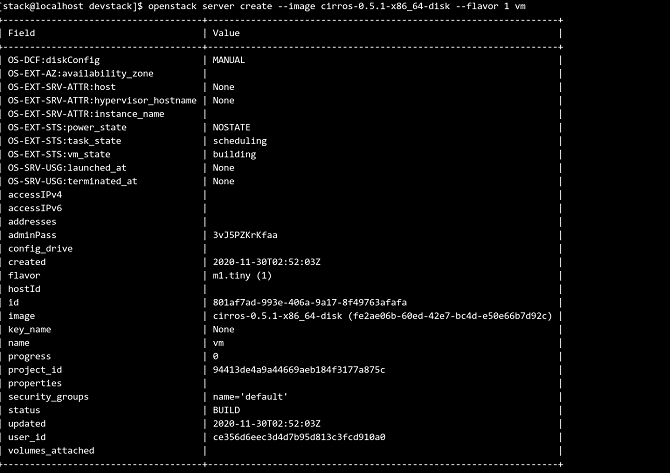 [stack@localhost devstack]$ openstack server create --image cirros-0.5.1-x86_64-disk --flavor 1 vm
+-------------------------------------+-----------------------------------------------------------------+
| Field | Value |
+-------------------------------------+-----------------------------------------------------------------+
| OS-DCF:diskConfig | MANUAL |
| OS-EXT-AZ:availability_zone | |
| OS-EXT-SRV-ATTR:host | None |
| OS-EXT-SRV-ATTR:hypervisor_hostname | None |
| OS-EXT-SRV-ATTR:instance_name | |
| OS-EXT-STS:power_state | NOSTATE |
| OS-EXT-STS:task_state | scheduling |
| OS-EXT-STS:vm_state | building |
| OS-SRV-USG:launched_at | None |
| OS-SRV-USG:terminated_at | None |
| accessIPv4 | |
| accessIPv6 | |
| addresses | |
| adminPass | 3vJ5PZKrKfaa |
| config_drive | |
| created | 2020-11-30T02:52:03Z |
| flavor | m1.tiny (1) |
| hostId | |
| id | 801af7ad-993e-406a-9a17-8f49763afafa |
| image | cirros-0.5.1-x86_64-disk (fe2ae06b-60ed-42e7-bc4d-e50e66b7d92c) |
| key_name | None |
| name | vm |
| progress | 0 |
| project_id | 94413de4a9a44669aeb184f3177a875c |
| properties | |
| security_groups | name='default' |
| status | BUILD |
| updated | 2020-11-30T02:52:03Z |
| user_id | ce356d6eec3d4d7b95d813c3fcd910a0 |
| volumes_attached | |
+-------------------------------------+-----------------------------------------------------------------+